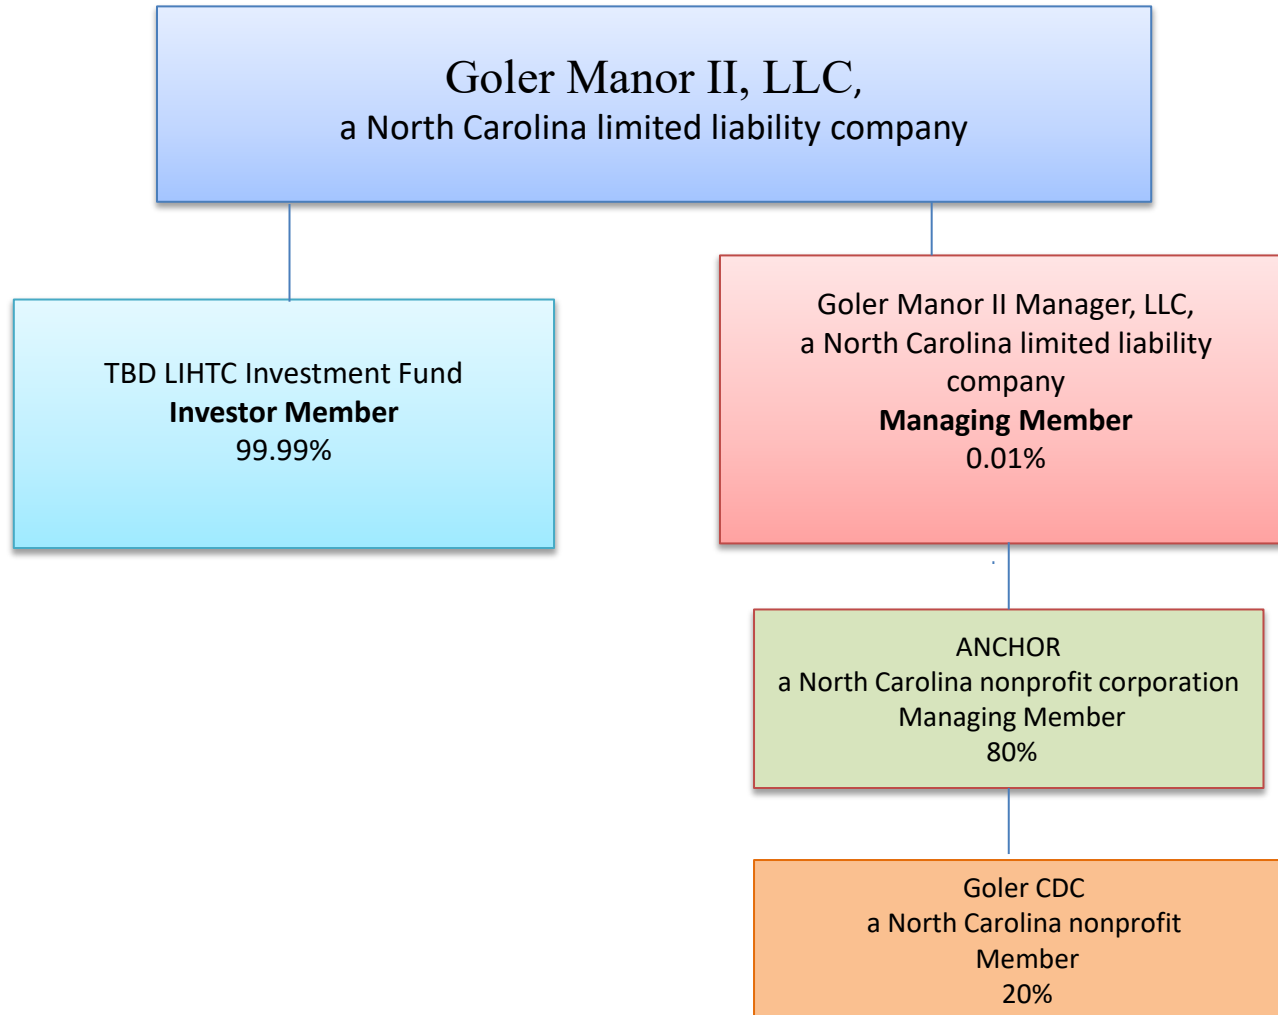 Goler Manor II, LLC,
a North Carolina limited liability company
TBD LIHTC Investment Fund
Investor Member
99.99%
Goler Manor II Manager, LLC,
a North Carolina limited liability
company
Managing Member
0.01%
.
ANCHOR
a North Carolina nonprofit corporation
Managing Member
80%
Goler CDC
a North Carolina nonprofit
Member
20%